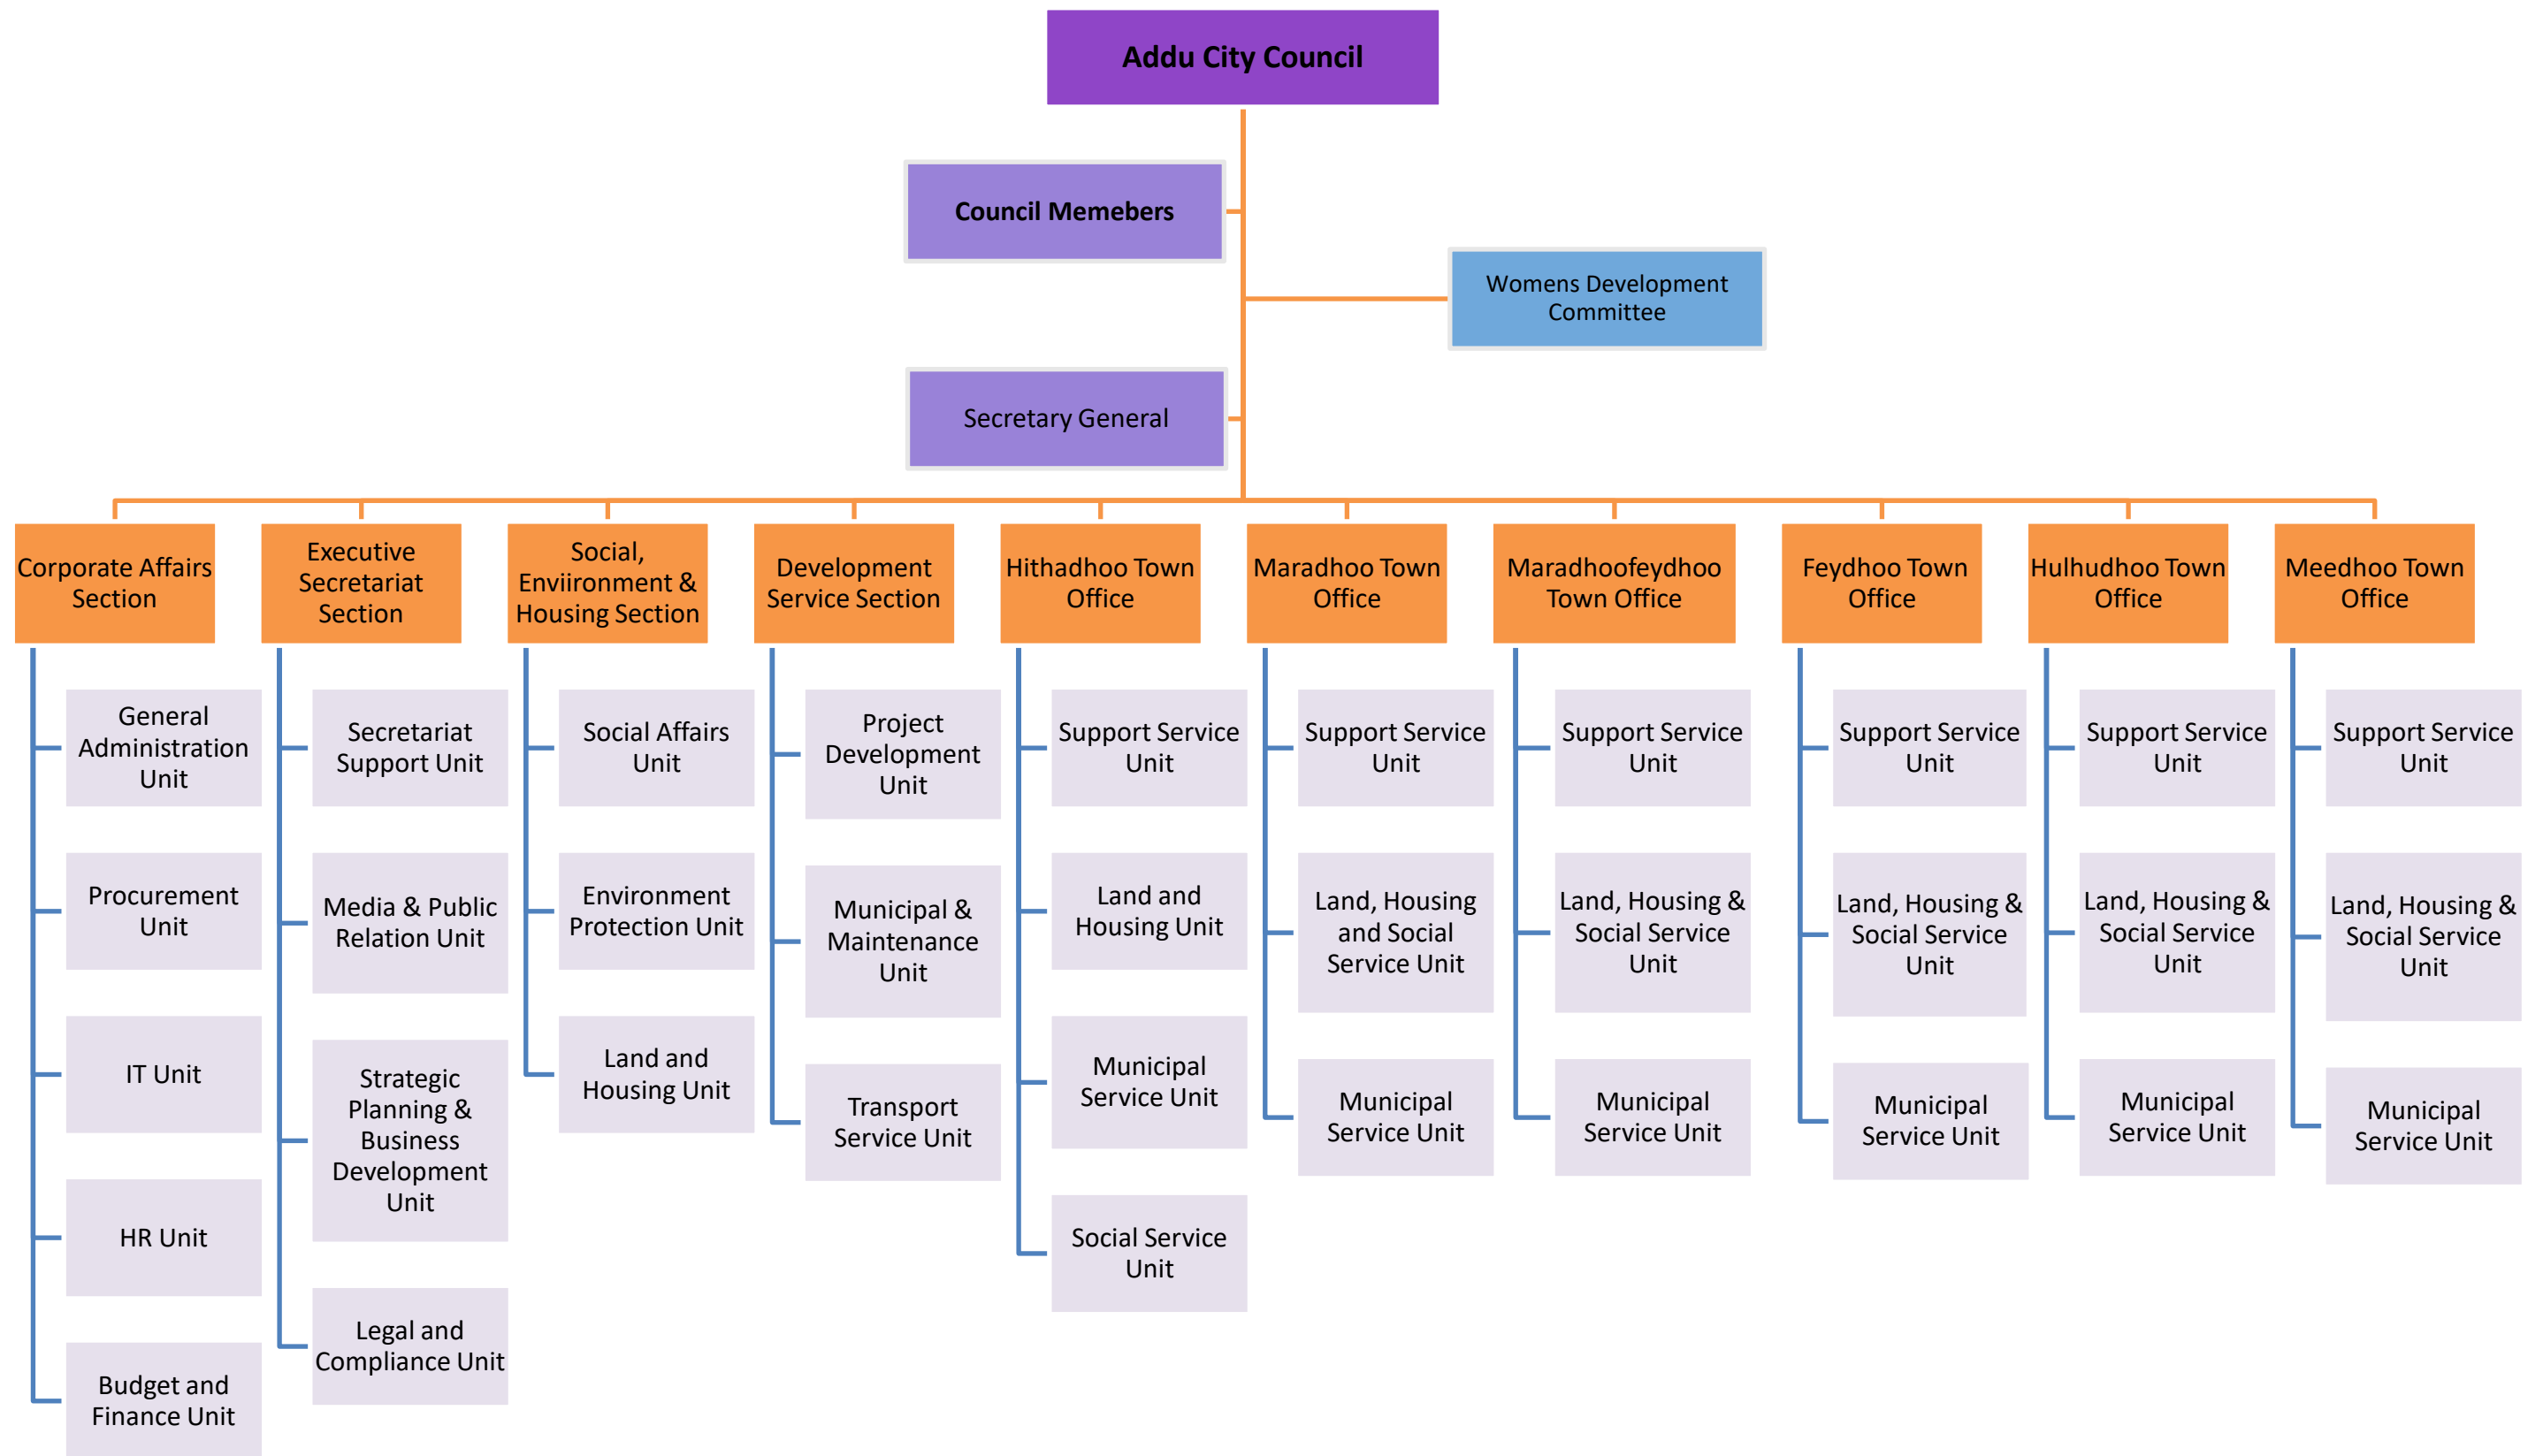 Addu City Council
Council Memebers
Womens Development
Committee
Secretary General
Corporate Affairs
Section
Executive
Secretariat
Section
Social,
Enviironment &
Housing Section
Development
Service Section
Hithadhoo Town
Office
Maradhoo Town
Office
Maradhoofeydhoo
Town Office
Feydhoo Town
Office
Hulhudhoo Town
Office
Meedhoo Town
Office
General
Administration
Unit
Procurement
Unit
IT Unit
HR Unit
Budget and
Finance Unit
Secretariat
Support Unit
Media & Public
Relation Unit
Strategic
Planning &
Business
Development
Unit
Legal and
Compliance Unit
Social Affairs
Unit
Environment
Protection Unit
Land and
Housing Unit
Project
Development
Unit
Municipal &
Maintenance
Unit
Transport
Service Unit
Support Service
Unit
Land and
Housing Unit
Municipal
Service Unit
Social Service
Unit
Support Service
Unit
Land, Housing
and Social
Service Unit
Municipal
Service Unit
Support Service
Unit
Land, Housing &
Social Service
Unit
Municipal
Service Unit
Support Service
Unit
Land, Housing &
Social Service
Unit
Municipal
Service Unit
Support Service
Unit
Land, Housing &
Social Service
Unit
Municipal
Service Unit
Support Service
Unit
Land, Housing &
Social Service
Unit
Municipal
Service Unit